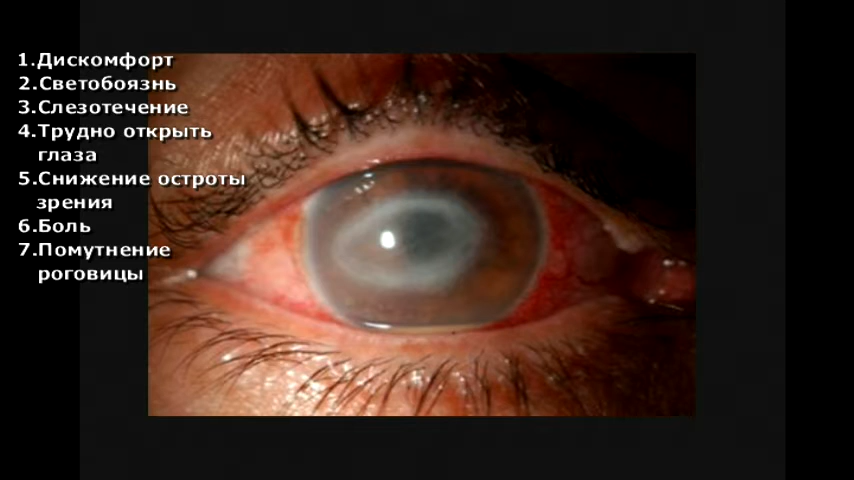 1.Дискомфорт
2.Светобоязнь
3.Слезотечение
4.Трудно открыть
глаза
5.Снижение остроты
зрения
6.Боль
7.Помутнение
роговицы